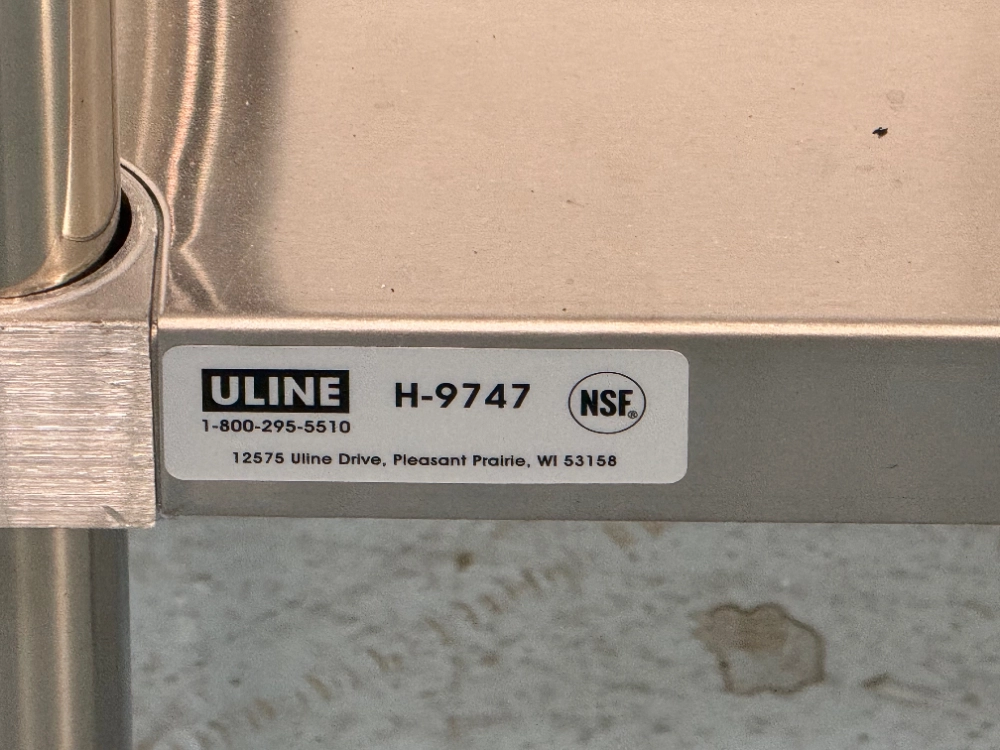 ULINE H-9747 NSF®
1-800-295-5510
12575 Uline Drive, Pleasant Prairie, WI 53158